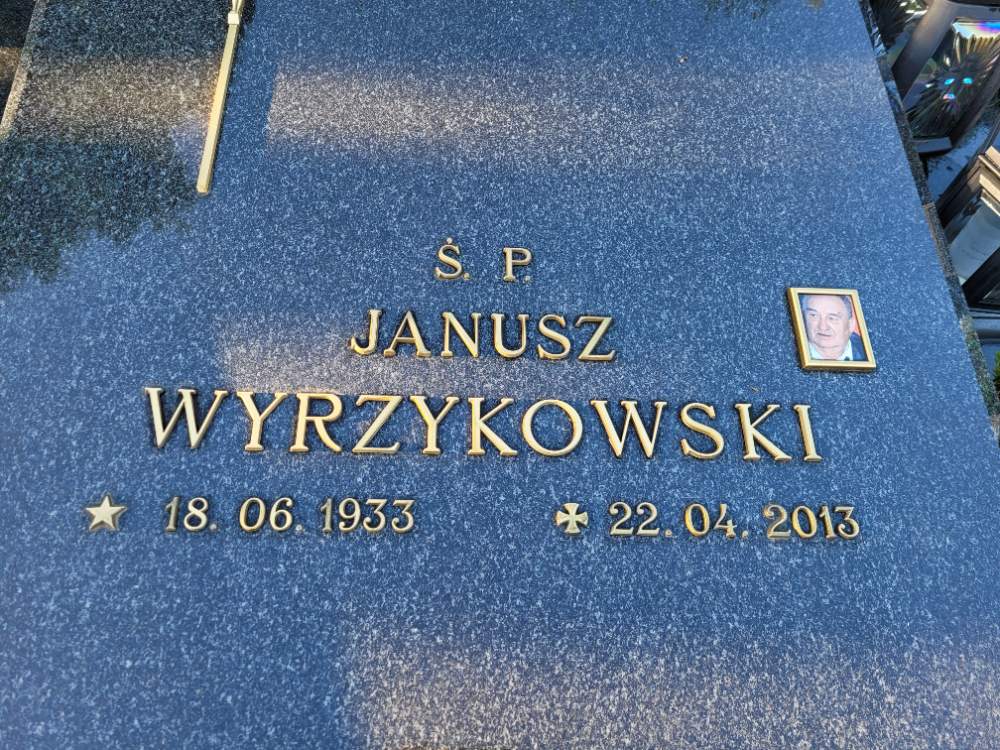 Ś. P.
JANUSZ
WYRZYKOWSKI
18. 06. 1933 22. 04. 2013